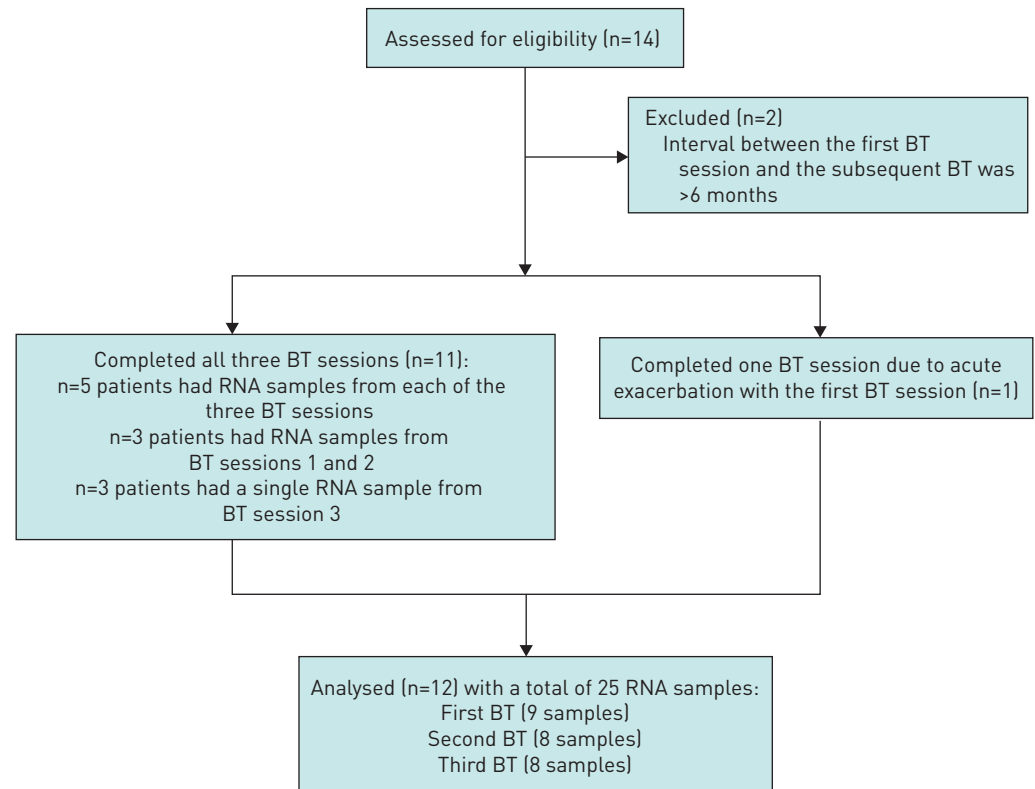 Assessed for eligibility (n=14)
Excluded (n=2)
Interval between the first BT
session and the subsequent BT was
>6 months
Completed all three BT sessions (n=11):
n=5 patients had RNA samples from each of the
three BT sessions
n=3 patients had RNA samples from
BT sessions 1 and 2
n=3 patients had a single RNA sample from
BT session 3
Completed one BT session due to acute
exacerbation with the first BT session (n=1)
Analysed (n=12) with a total of 25 RNA samples:
First BT (9 samples)
Second BT (8 samples)
Third BT (8 samples)